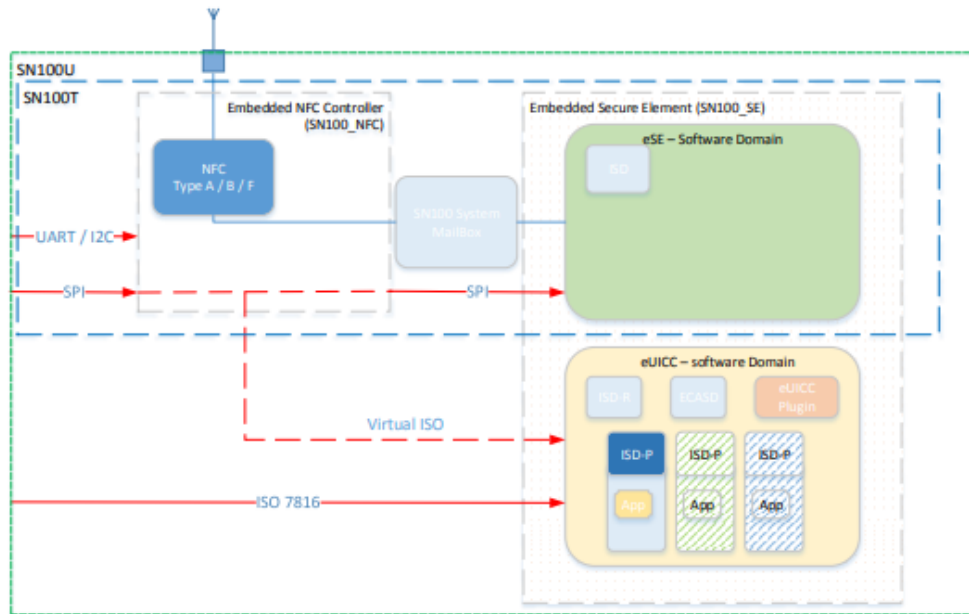 SN100U
SN100T
Embedded NFC Controller
(SN100_NFC)
Embedded Secure Element (SN100_SE)
eSE – Software Domain
ISD
NFC
Type A / B / F
SN100 System
MailBox
UART / I2C
SPI
SPI
eUICC – software Domain
ISD-R
ECASD
eUICC
Plugin
Virtual ISO
ISD-P
ISD-P
ISD-P
App
App
App
ISO 7816